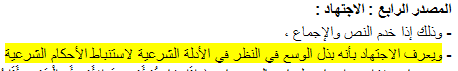 المصدر الرابع : الاجتهاد :
- وذلك إذا خدم النص والإجماع ،
- ويعرف الاجتهاد بأنه بذل الوسع في النظر في الأدلة الشرعية لاستنباط الأحكام الشرعية